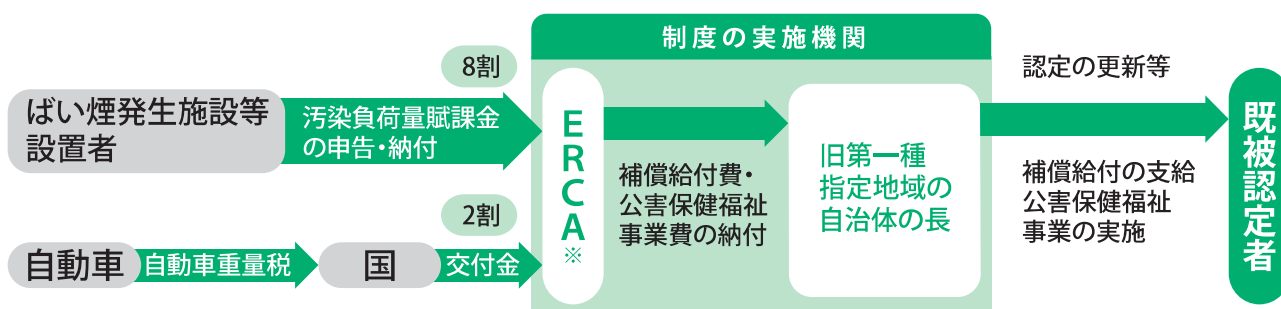 制度の実施機関
8割
ばい煙発生施設等
設置者
汚染負荷量賦課金
の申告・納付
2割
自動車
自動車重量税
国
交付金
ERCA※
補償給付費・
公害保健福祉
事業費の納付
旧第一種
指定地域の
自治体の長
認定の更新等
補償給付の支給
公害保健福祉
事業の実施
既被認定者